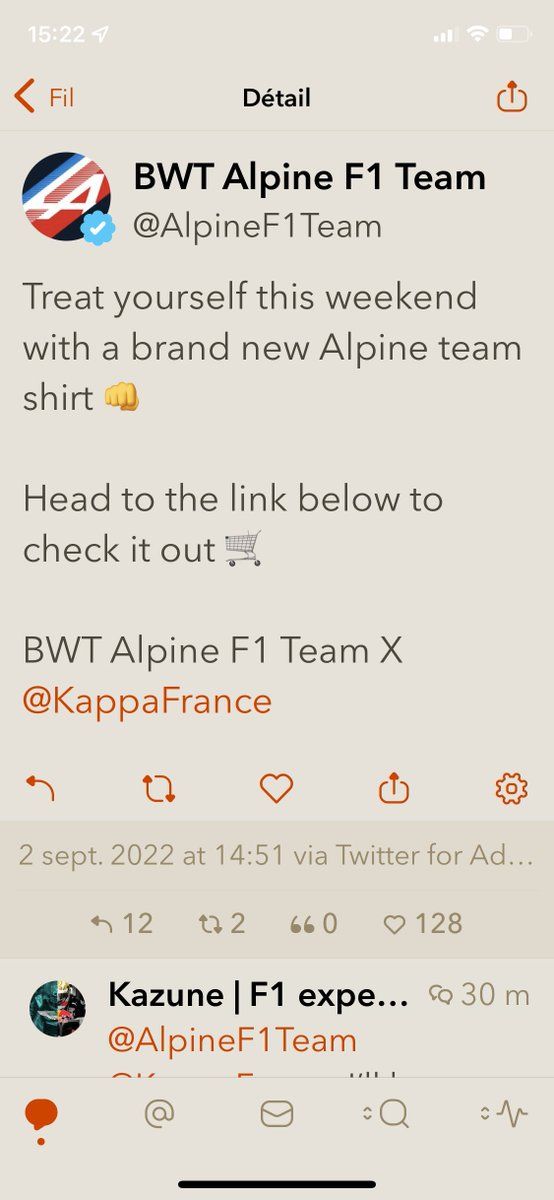 15:22
Fil
Détail
BWT Alpine F1 Team
@AlpineF1Team
Treat yourself this weekend
with a brand new Alpine team
shirt 👊
Head to the link below to
check it out 🛒
BWT Alpine F1 Team X
@KappaFrance
2 sept. 2022 at 14:51 via Twitter for Ad…
12 2 0 128
Kazune | F1 expe… 30 m
@AlpineF1Team